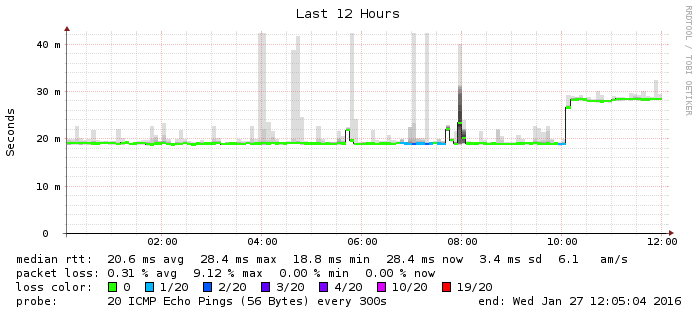 Last 12 Hours
RRDTOOL / TOBI OETIKER
Seconds
40 m
30 m
20 m
10 m
0
02:00 04:00 06:00 08:00 10:00 12:00
median rtt: 20.6 ms avg 28.4 ms max 18.8 ms min 28.4 ms now 3.4 ms sd 6.1 am/s
packet loss: 0.31 % avg 9.12 % max 0.00 % min 0.00 % now
loss color: 0 1/20 2/20 3/20 4/20 10/20 19/20
probe: 20 ICMP Echo Pings (56 Bytes) every 300s end: Wed Jan 27 12:05:04 2016